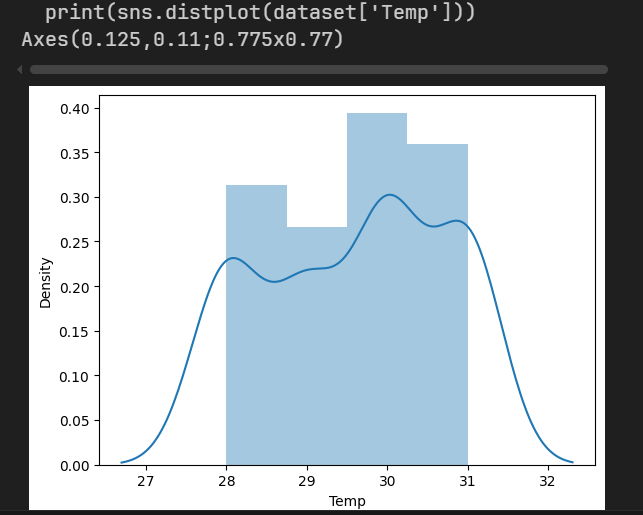 print(sns.distplot(dataset['Temp']))
Axes(0.125,0.11;0.775x0.77)
0.40
0.35
0.30
0.25
0.20
0.15
0.10
0.05
0.00
Density
27 28 29 30 31 32
Temp